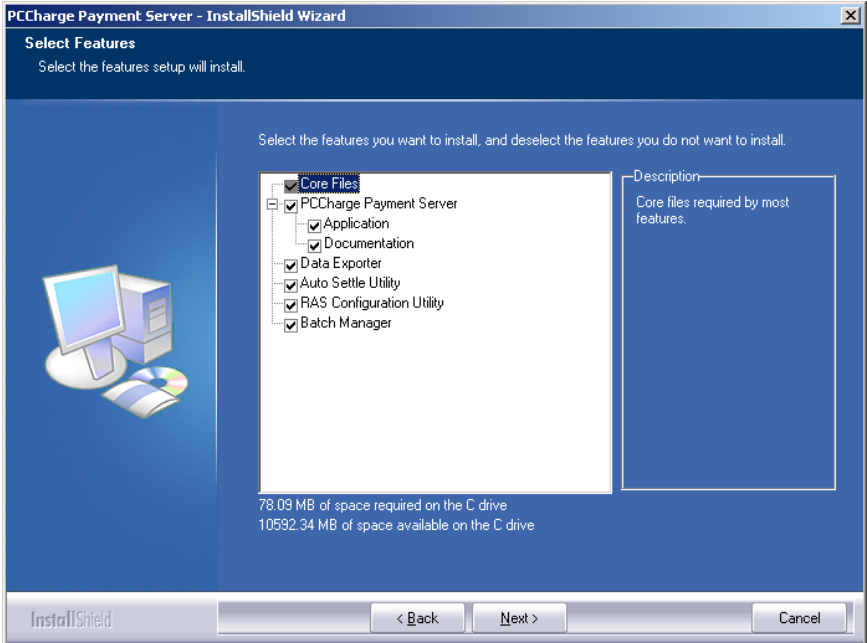 PCCharge Payment Server - InstallShield Wizard
Select Features
Select the features setup will install.
Select the features you want to install, and deselect the features you do not want to install.
Core Files
PCCharge Payment Server
Application
Documentation
Data Exporter
Auto Settle Utility
RAS Configuration Utility
Batch Manager
Description
Core files required by most
features.
78.09 MB of space required on the C drive
10592.34 MB of space available on the C drive
InstallShield
< Back
Next >
Cancel